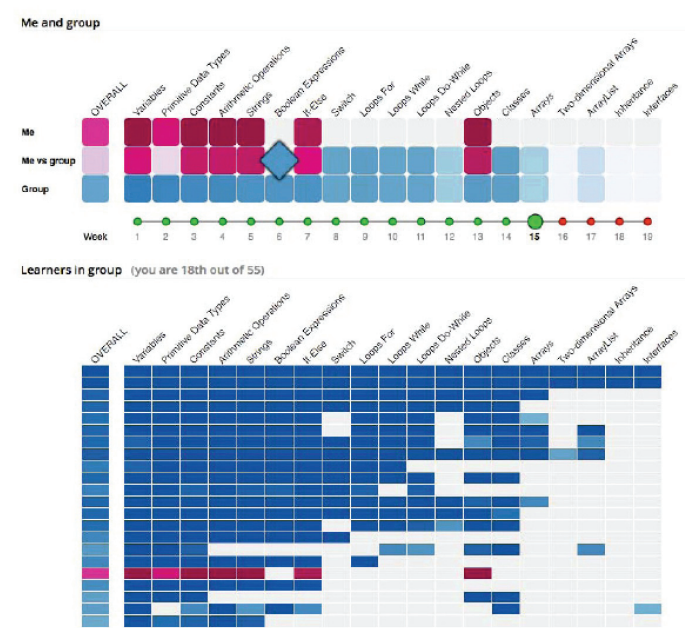 Me and group
OVERALL
Variables
Primitive Data Types
Constants
Arithmetic Operations
Strings
Boolean Expressions
If-Else
Switch
Loops For
Loops While
Loops Do-While
Nested Loops
Objects
Classes
Arrays
Two-dimensional Arrays
ArrayList
Inheritance
Interfaces
Me
Me vs group
Group
Week 1 2 3 4 5 6 7 8 9 10 11 12 13 14 15 16 17 18 19
Learners in group (you are 18th out of 55)
OVERALL
Variables
Primitive Data Types
Constants
Arithmetic Operations
Strings
Boolean Expressions
If-Else
Switch
Loops For
Loops While
Loops Do-While
Nested Loops
Objects
Classes
Arrays
Two-dimensional Arrays
ArrayList
Inheritance
Interfaces